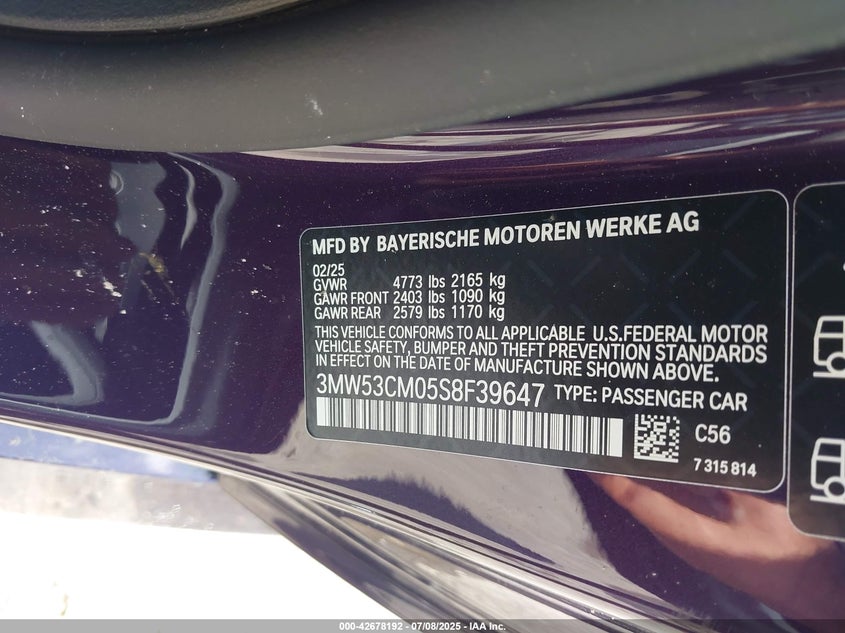 MFD BY BAYERISCHE MOTOREN WERKE AG
02/25
GVWR 4773 lbs 2165 kg
GAWR FRONT 2403 lbs 1090 kg
GAWR REAR 2579 lbs 1170 kg
THIS VEHICLE CONFORMS TO ALL APPLICABLE U.S.FEDERAL MOTOR
VEHICLE SAFETY, BUMPER AND THEFT PREVENTION STANDARDS
IN EFFECT ON THE DATE OF MANUFACTURE SHOWN ABOVE.
3MW53CM05S8F39647 TYPE: PASSENGER CAR
C56
7 315 814
000-42678192 - 07/08/2025 - IAA Inc.